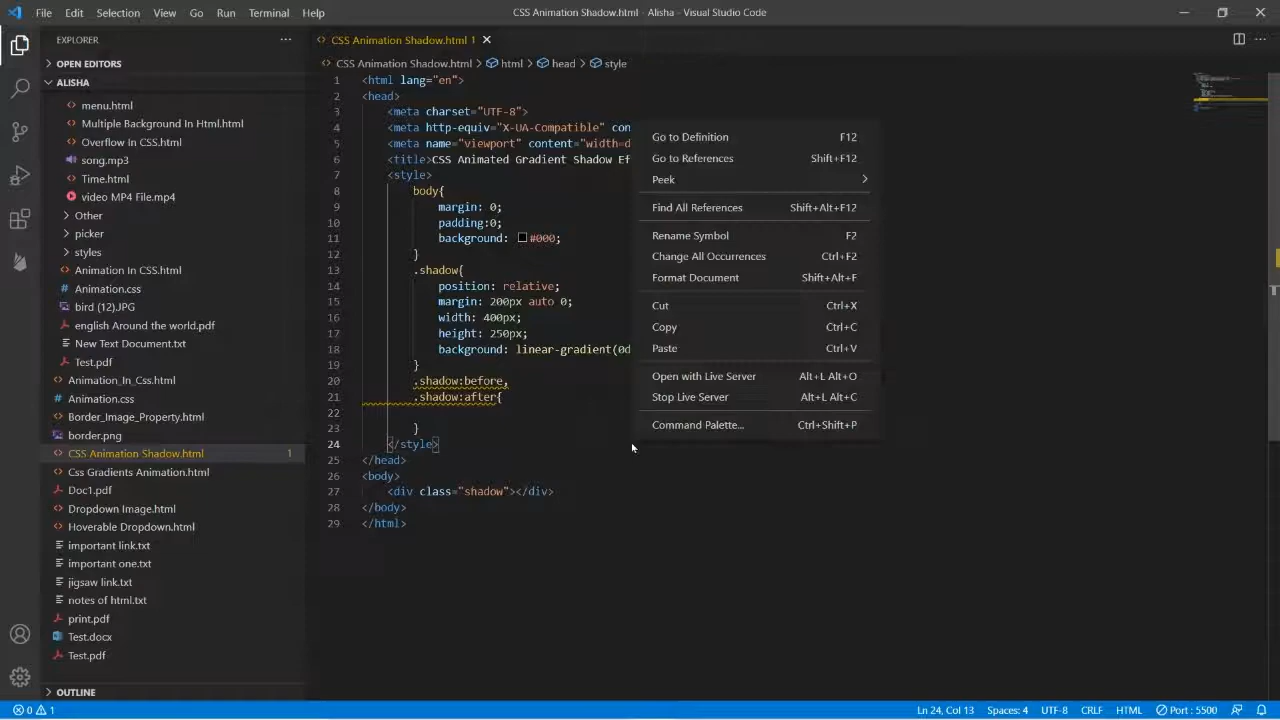 File Edit Selection View Go Run Terminal Help
CSS Animation Shadow.html - Alisha - Visual Studio Code
EXPLORER
OPEN EDITORS
ALISHA
menu.html
Multiple Background In Html.html
Overflow in CSS.html
song.mp3
Time.html
video MP4 File.mp4
Other
picker
styles
Animation In CSS.html
Animation.css
bird (12).JPG
english Around the world.pdf
New Text Document.txt
Test.pdf
Animation_In_Css.html
Animation.css
Border_Image_Property.html
border.png
CSS Animation Shadow.html 1
Css Gradients Animation.html
Doc1.pdf
Dropdown Image.html
Hoverable Dropdown.html
important link.txt
important one.txt
jigsaw link.txt
notes of html.txt
print.pdf
Test.docx
Test.pdf
OUTLINE
CSS Animation Shadow.html 1
CSS Animation Shadow.html > html > head > style
1 <html lang="en">
2 <head>
3 <meta charset="UTF-8">
4 <meta http-equiv="X-UA-Compatible" con
5 <meta name="viewport" content="width=d
6 <title>CSS Animated Gradient Shadow Ef
7 <style>
8 body{
9 margin: 0;
10 padding:0;
11 background: #000;
12 }
13 .shadow{
14 position: relative;
15 margin: 200px auto 0;
16 width: 400px;
17 height: 250px;
18 background: linear-gradient(0d
19 }
20 .shadow:before,
21 .shadow:after{
22
23 }
24 </style>
25 </head>
26 <body>
27 <div class="shadow"></div>
28 </body>
29 </html>
Go to Definition F12
Go to References Shift+F12
Peek
Find All References Shift+Alt+F12
Rename Symbol F2
Change All Occurrences Ctrl+F2
Format Document Shift+Alt+F
Cut Ctrl+X
Copy Ctrl+C
Paste Ctrl+V
Open with Live Server Alt+L Alt+O
Stop Live Server Alt+L Alt+C
Command Palette... Ctrl+Shift+P
0 1
Ln 24, Col 13 Spaces: 4 UTF-8 CRLF HTML Port : 5500